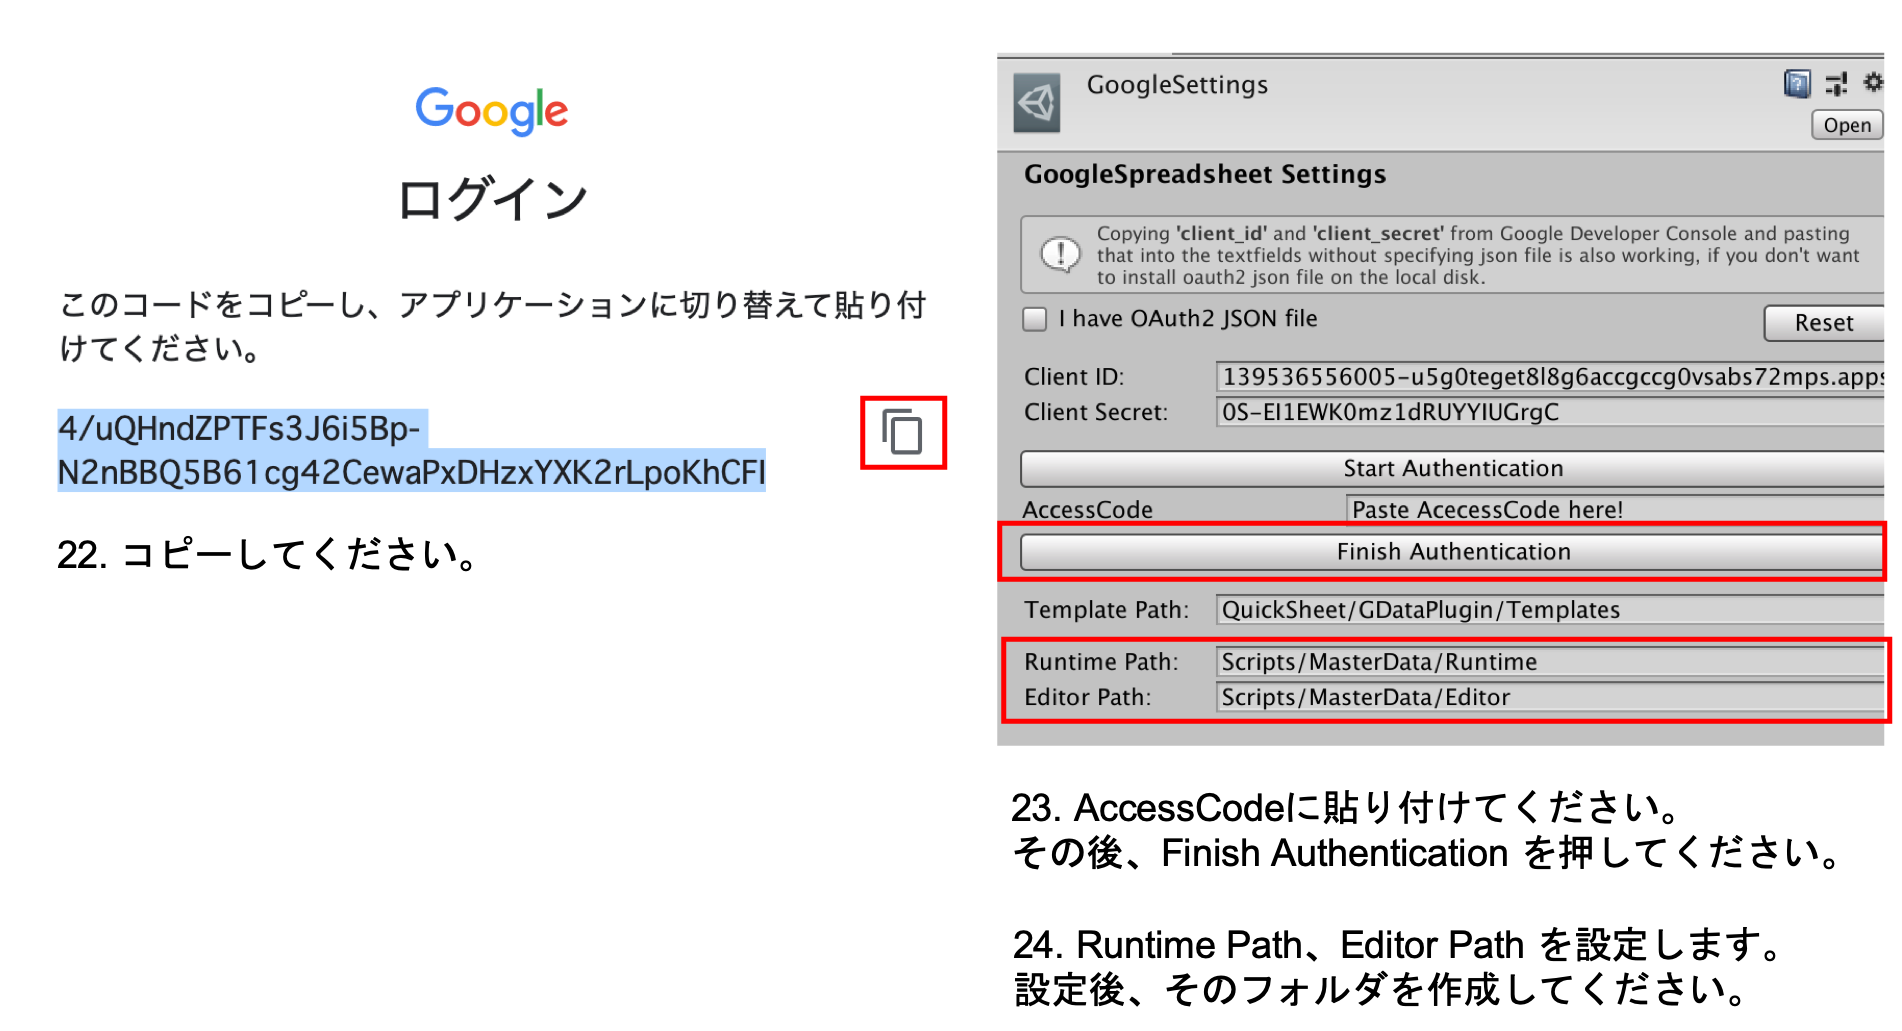 Google
ログイン
このコードをコピーし、アプリケーションに切り替えて貼り付
けてください。
4/uQHndZPTFs3J6i5Bp-
N2nBBQ5B61cg42CewaPxDHzxYXK2rLpoKhCFI
22. コピーしてください。
GoogleSettings
Open
GoogleSpreadsheet Settings
Copying 'client_id' and 'client_secret' from Google Developer Console and pasting
that into the textfields without specifying json file is also working, if you don't want
to install oauth2 json file on the local disk.
I have OAuth2 JSON file
Reset
Client ID: 139536556005-u5g0teget8l8g6accgccg0vsabs72mps.apps
Client Secret: 0S-EI1EWK0mz1dRUYYIUGrgC
Start Authentication
AccessCode Paste AcecessCode here!
Finish Authentication
Template Path: QuickSheet/GDataPlugin/Templates
Runtime Path: Scripts/MasterData/Runtime
Editor Path: Scripts/MasterData/Editor
23. AccessCodeに貼り付けてください。
その後、Finish Authentication を押してください。
24. Runtime Path、Editor Path を設定します。
設定後、そのフォルダを作成してください。